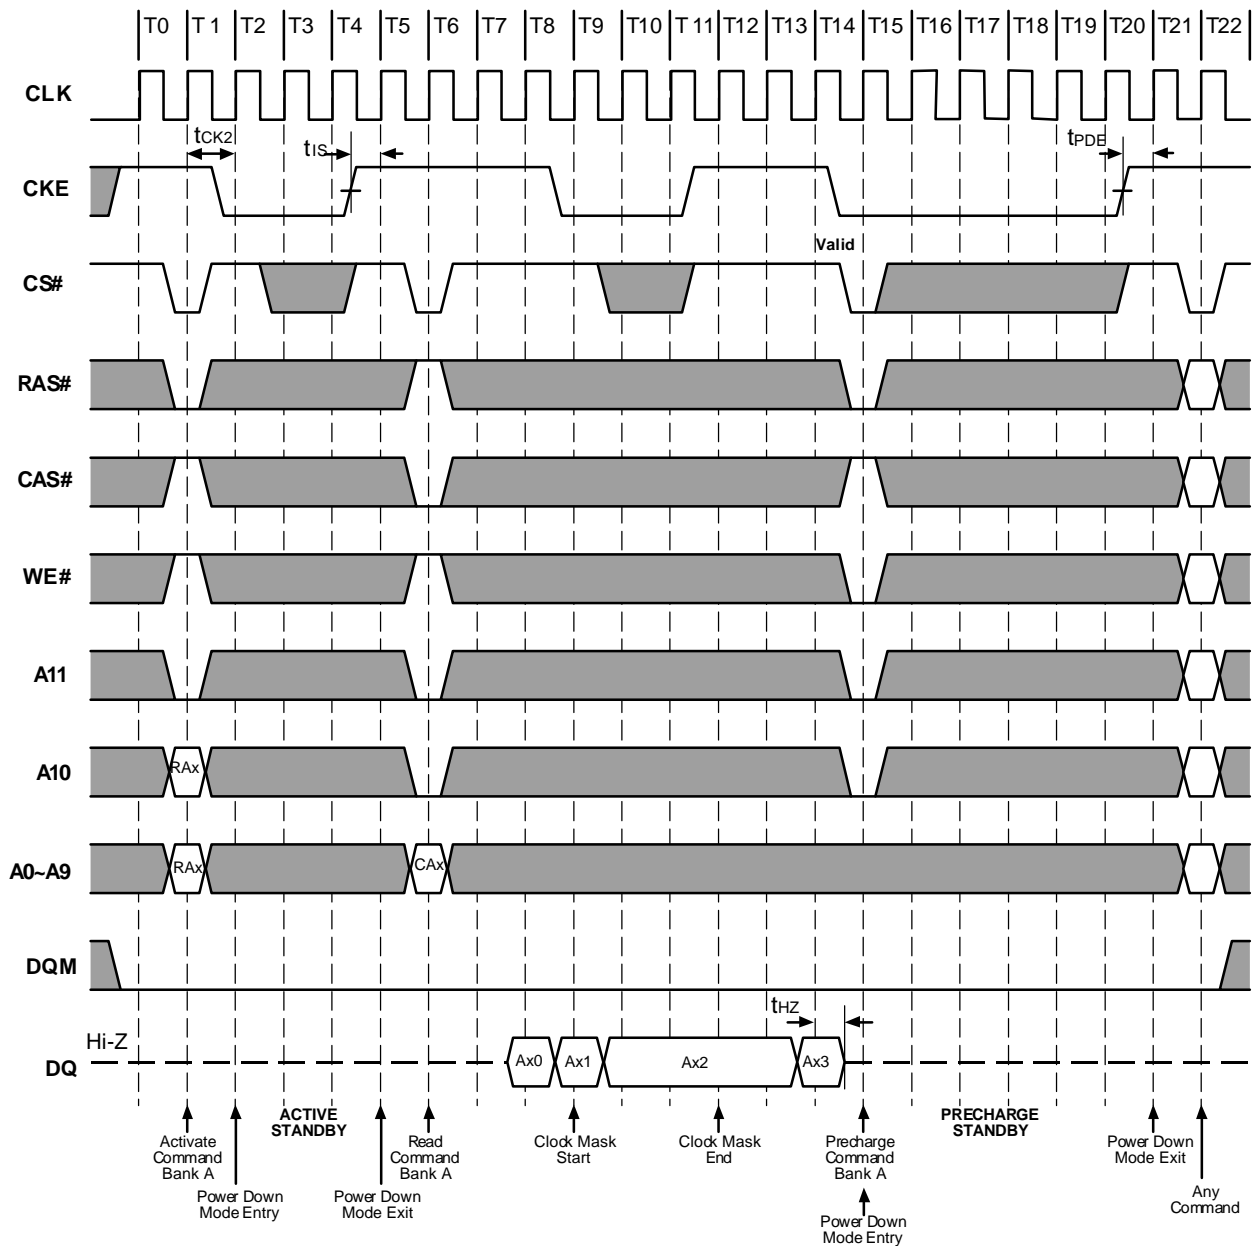 T0 T 1 T2 T3 T4 T5 T6 T7 T8 T9 T10 T 11 T12 T13 T14 T15 T16 T17 T18 T19 T20 T21 T22
CLK
tCK2
tIS
tPDE
CKE
Valid
CS#
RAS#
CAS#
WE#
A11
A10
RAx
A0~A9
RAx
CAx
DQM
tHZ
Hi-Z
DQ
Ax0 Ax1 Ax2 Ax3
ACTIVE
STANDBY
PRECHARGE
STANDBY
Activate
Command
Bank A
Power Down
Mode Entry
Power Down
Mode Exit
Read
Command
Bank A
Clock Mask
Start
Clock Mask
End
Precharge
Command
Bank A
Power Down
Mode Entry
Power Down
Mode Exit
Any
Command